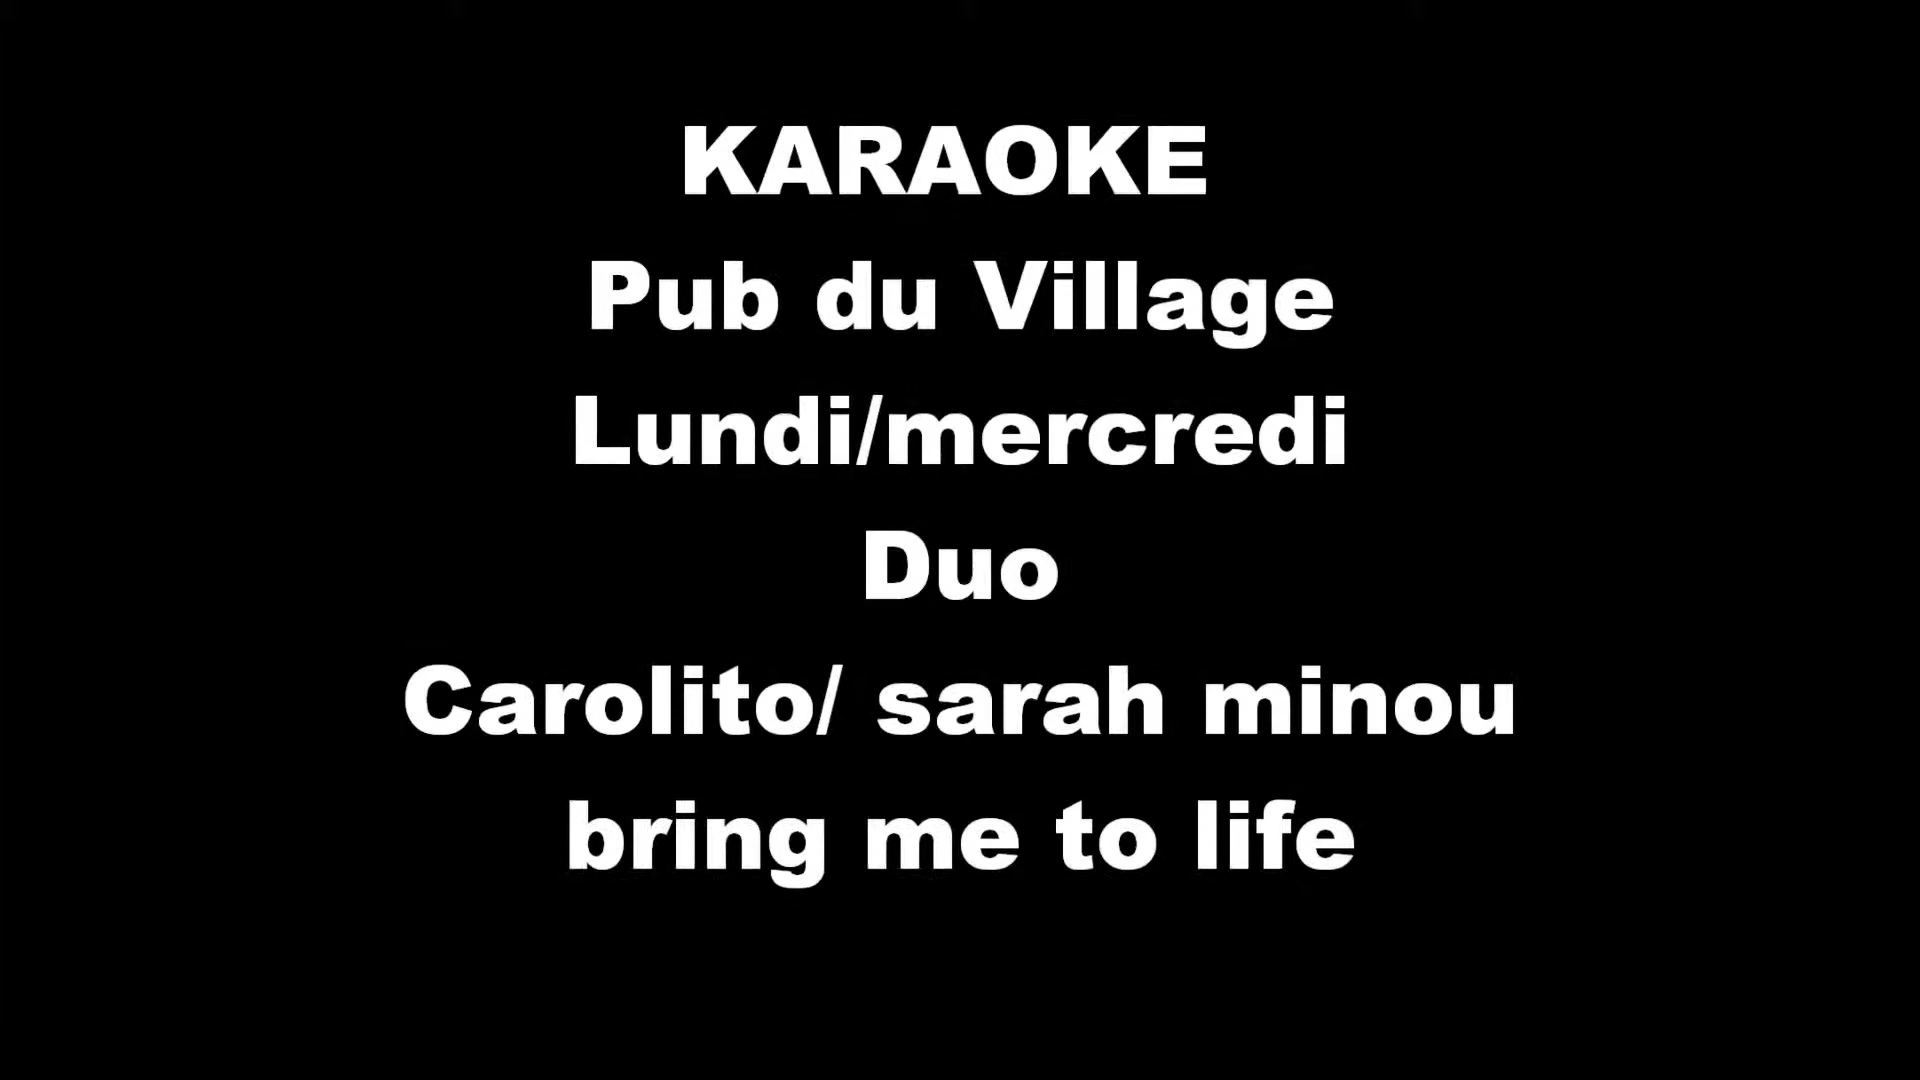 KARAOKE
Pub du Village
Lundi/mercredi
Duo
Carolito/ sarah minou
bring me to life